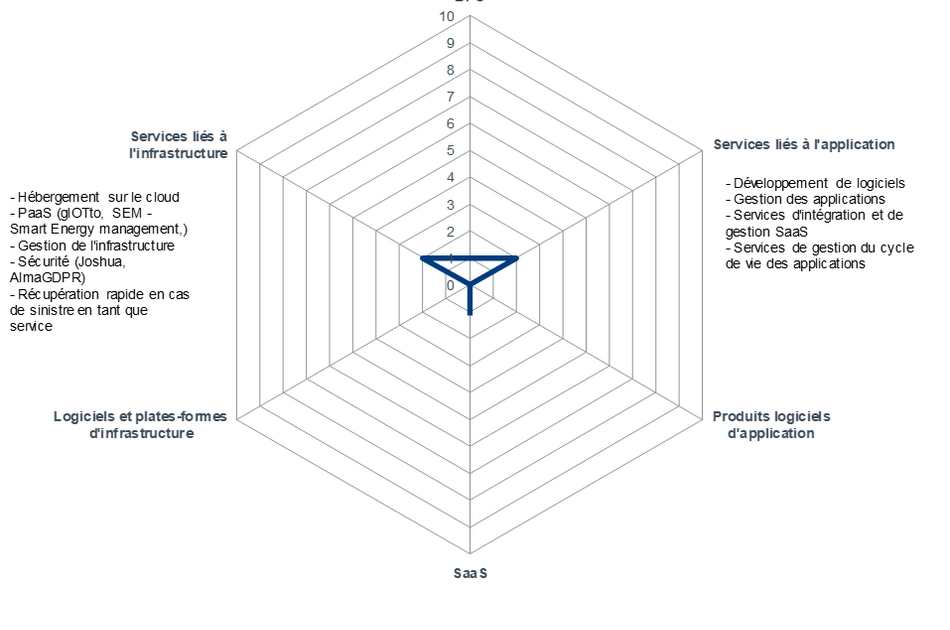 10
9
8
7
6
5
4
3
2
1
0
Services liés à
l'infrastructure
- Hébergement sur le cloud
- PaaS (glOTto, SEM -
Smart Energy management,)
- Gestion de l'infrastructure
- Sécurité (Joshua,
AlmaGDPR)
- Récupération rapide en cas
de sinistre en tant que
service
Services liés à l'application
- Développement de logiciels
- Gestion des applications
- Services d'intégration et de
gestion SaaS
- Services de gestion du cycle
de vie des applications
Logiciels et plates-formes
d'infrastructure
Produits logiciels
d'application
SaaS